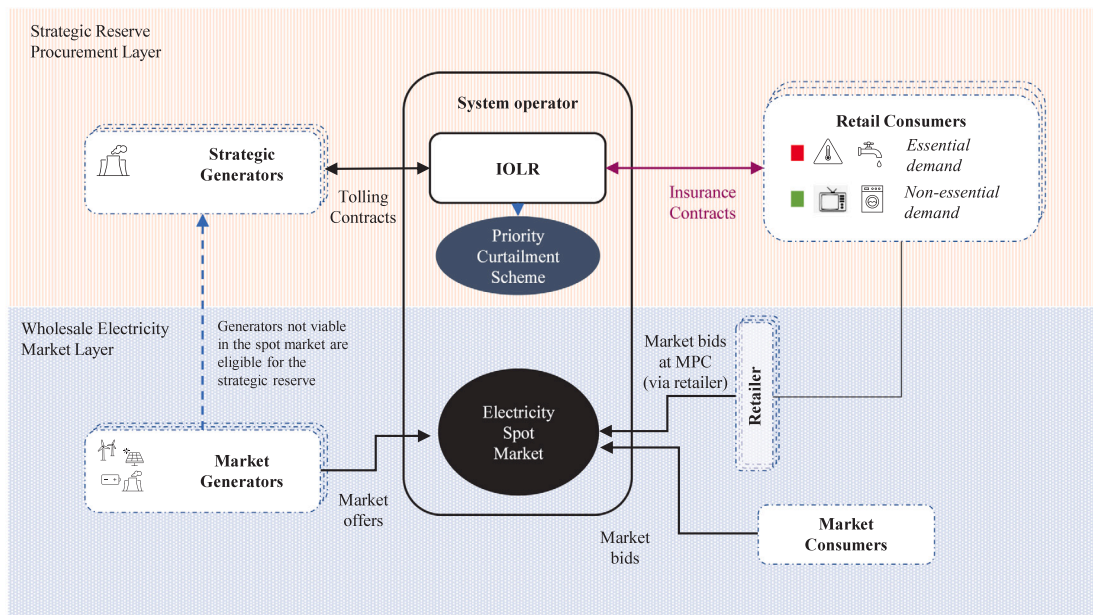 Strategic Reserve
Procurement Layer
System operator
Strategic
Generators
IOLR
Retail Consumers
Essential
demand
Non-essential
demand
Tolling
Contracts
Insurance
Contracts
Priority
Curtailment
Scheme
Wholesale Electricity
Market Layer
Generators not viable
in the spot market are
eligible for the
strategic reserve
Market bids
at MPC
(via retailer)
Retailer
Electricity
Spot
Market
Market
Generators
Market
offers
Market
bids
Market
Consumers